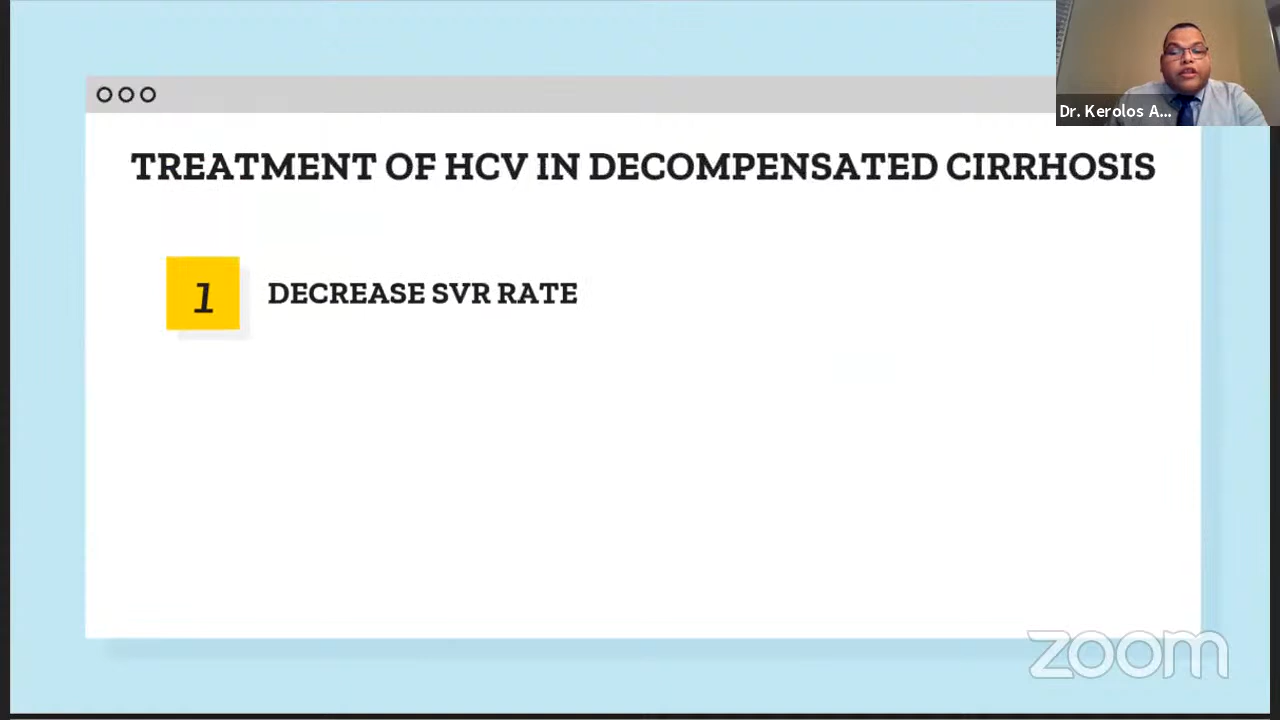 Dr. Kerolos A...
TREATMENT OF HCV IN DECOMPENSATED CIRRHOSIS
1
DECREASE SVR RATE
zoom